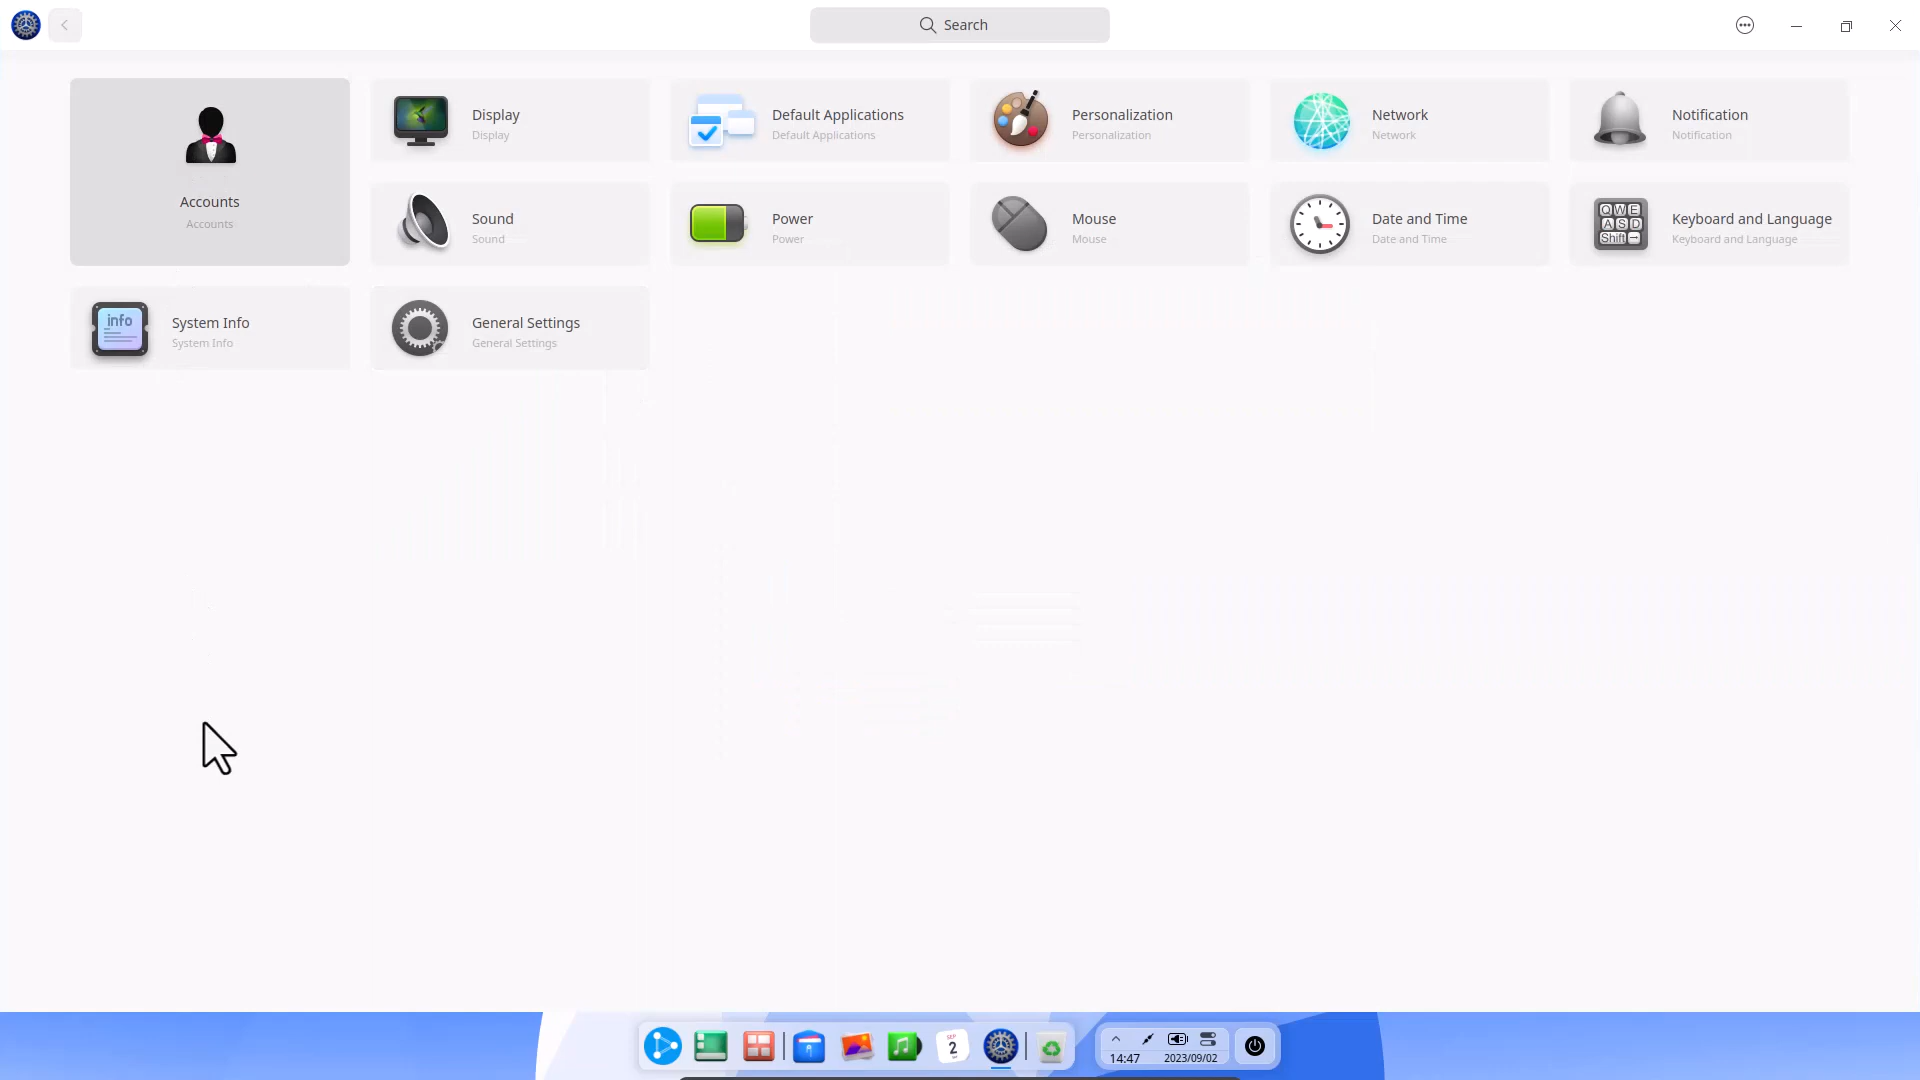 Search
Accounts
Accounts
Display
Display
Default Applications
Default Applications
Personalization
Personalization
Network
Network
Notification
Notification
Sound
Sound
Power
Power
Mouse
Mouse
Date and Time
Date and Time
QWE
ASD
Shift
Keyboard and Language
Keyboard and Language
info
System Info
System Info
General Settings
General Settings
SEP
2
14:47
2023/09/02